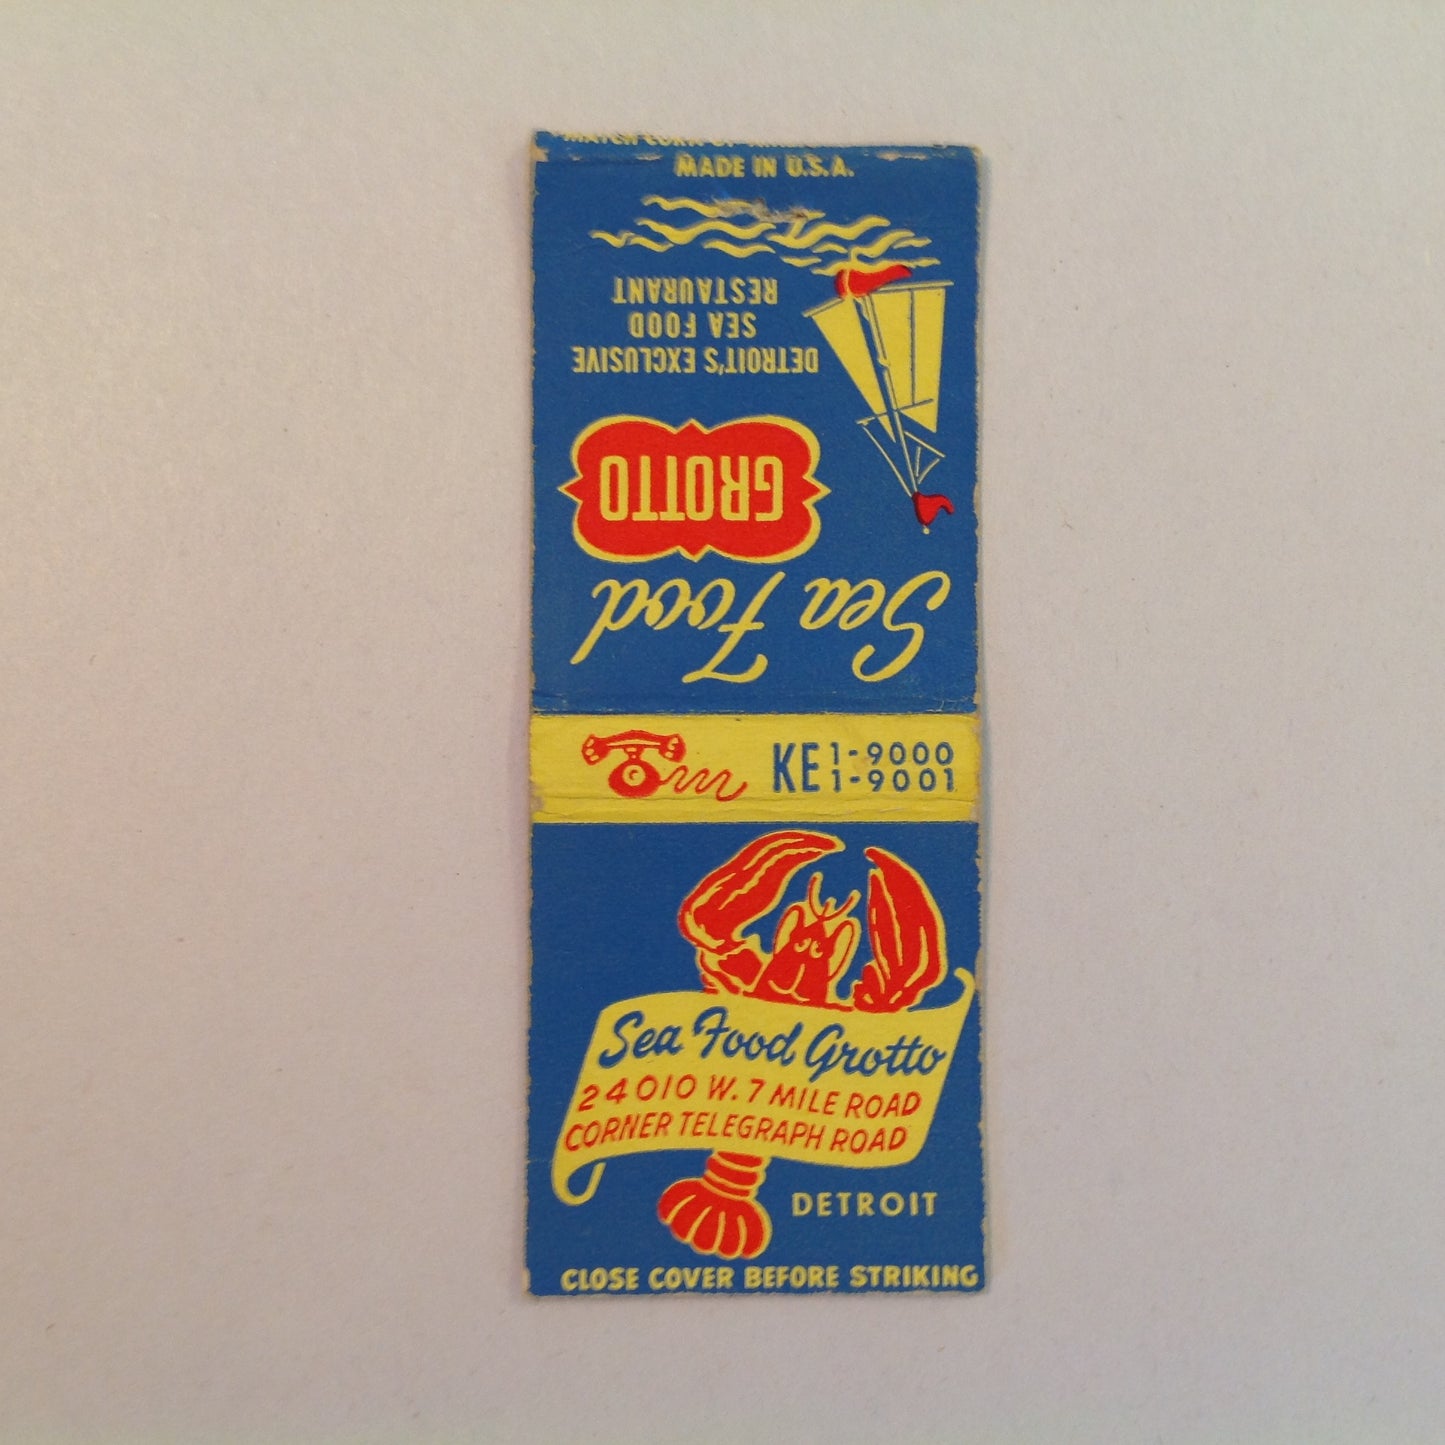 MADE IN U.S.A.
Sea Food
GROTTO
DETROIT'S EXCLUSIVE
SEA FOOD
RESTAURANT
KE 1-9000
1-9001
Sea Food Grotto
24010 W. 7 MILE ROAD
CORNER TELEGRAPH ROAD
DETROIT
CLOSE COVER BEFORE STRIKING